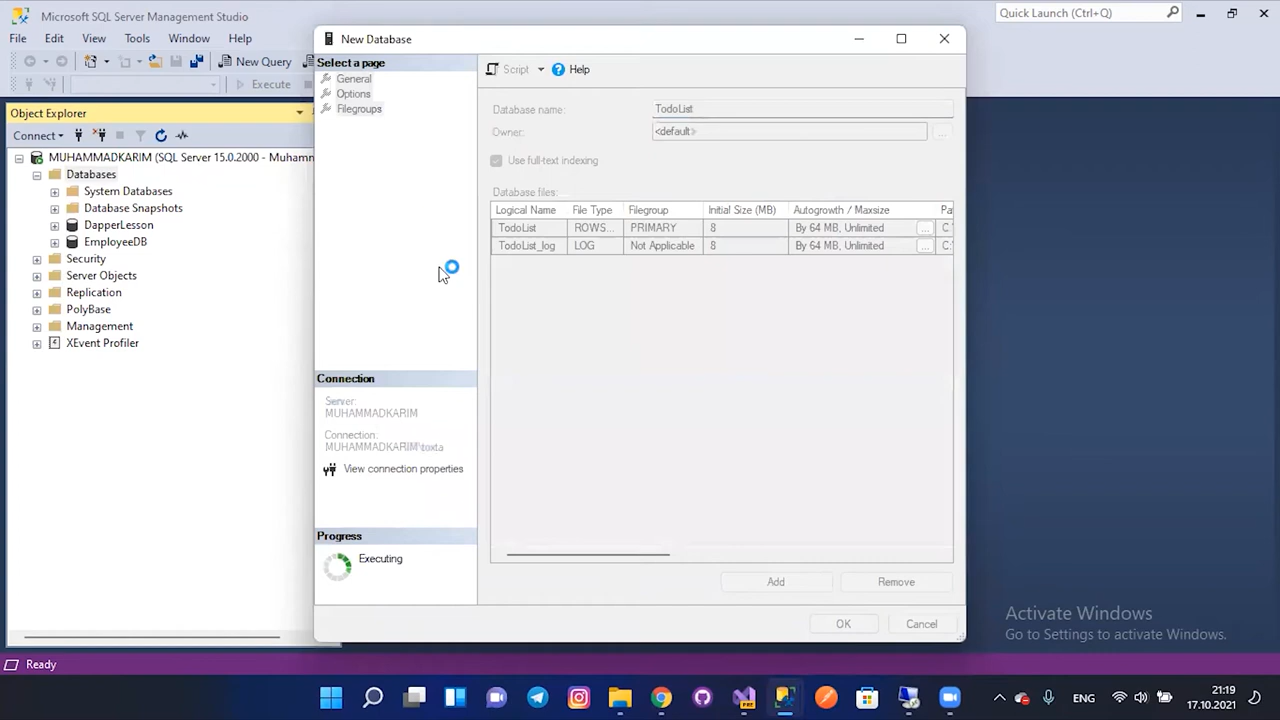 Microsoft SQL Server Management Studio
Quick Launch (Ctrl+Q)
File Edit View Tools Window Help
New Query
Execute
Object Explorer
Connect
MUHAMMADKARIM (SQL Server 15.0.2000 - Muhamm
Databases
System Databases
Database Snapshots
DapperLesson
EmployeeDB
Security
Server Objects
Replication
PolyBase
Management
XEvent Profiler
New Database
Select a page
General
Options
Filegroups
Script Help
Database name: TodoList
Owner: <default> ...
Use full-text indexing
Database files:
Logical Name File Type Filegroup Initial Size (MB) Autogrowth / Maxsize Pa
TodoList ROWS... PRIMARY 8 By 64 MB, Unlimited ... C:\
TodoList_log LOG Not Applicable 8 By 64 MB, Unlimited ... C:\
Connection
Server:
MUHAMMADKARIM
Connection:
MUHAMMADKARIM\toxta
View connection properties
Progress
Executing
Add Remove
OK Cancel
Activate Windows
Go to Settings to activate Windows.
Ready
PRE
ENG
21:19
17.10.2021